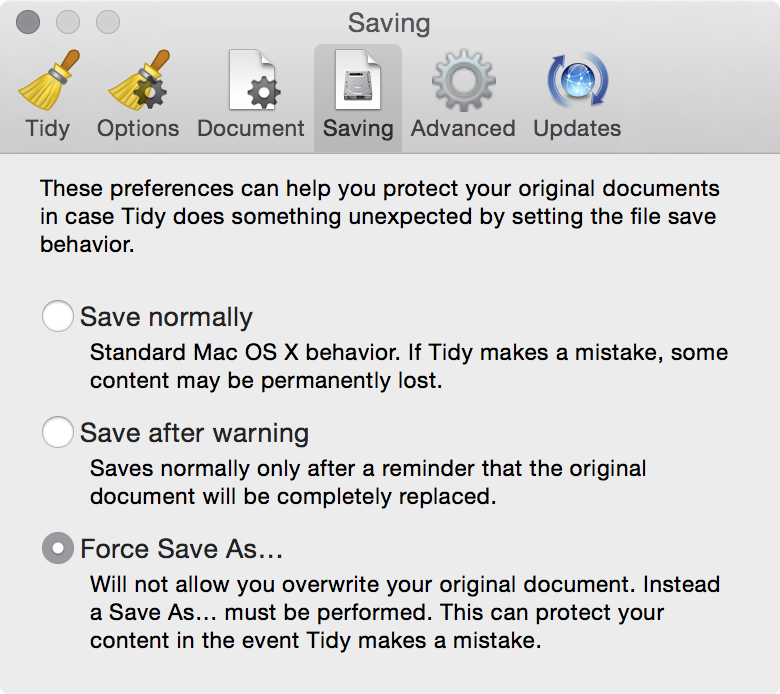 Saving
Tidy Options Document Saving Advanced Updates
These preferences can help you protect your original documents
in case Tidy does something unexpected by setting the file save
behavior.
Save normally
Standard Mac OS X behavior. If Tidy makes a mistake, some
content may be permanently lost.
Save after warning
Saves normally only after a reminder that the original
document will be completely replaced.
Force Save As...
Will not allow you overwrite your original document. Instead
a Save As... must be performed. This can protect your
content in the event Tidy makes a mistake.